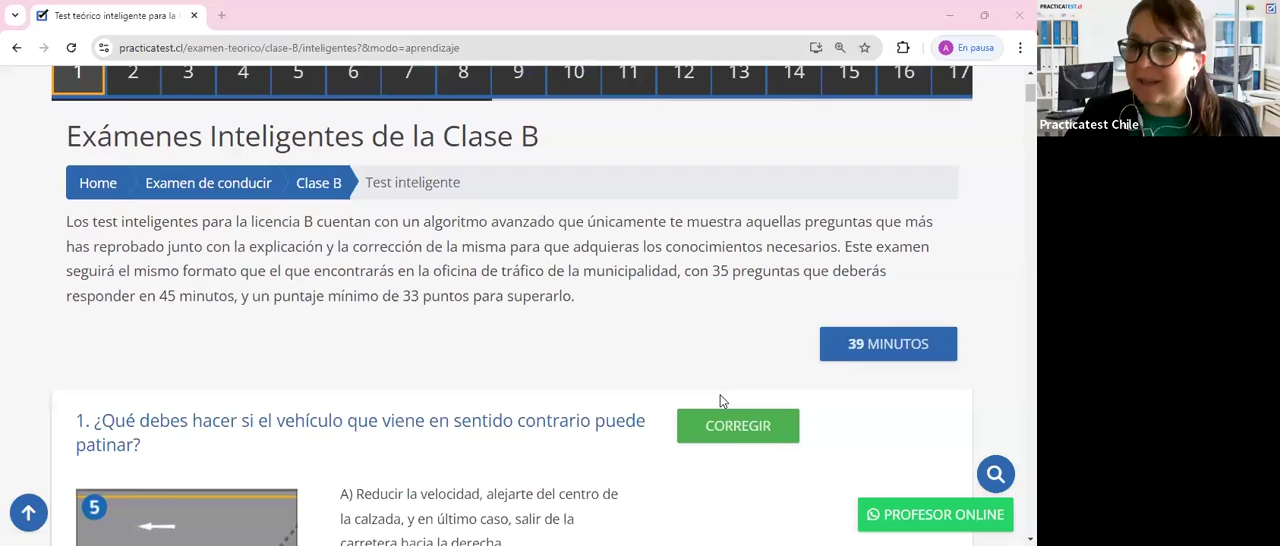 Test teórico inteligente para la
practicatest.cl/examen-teorico/clase-B/inteligentes?&modo=aprendizaje
A
En pausa
PRACTICATEST.cl
Practicatest Chile
1 2 3 4 5 6 7 8 9 10 11 12 13 14 15 16 17
Exámenes Inteligentes de la Clase B
Home Examen de conducir Clase B Test inteligente
Los test inteligentes para la licencia B cuentan con un algoritmo avanzado que únicamente te muestra aquellas preguntas que más
has reprobado junto con la explicación y la corrección de la misma para que adquieras los conocimientos necesarios. Este examen
seguirá el mismo formato que el que encontrarás en la oficina de tráfico de la municipalidad, con 35 preguntas que deberás
responder en 45 minutos, y un puntaje mínimo de 33 puntos para superarlo.
39 MINUTOS
1. ¿Qué debes hacer si el vehículo que viene en sentido contrario puede
patinar?
CORREGIR
5
A) Reducir la velocidad, alejarte del centro de
la calzada, y en último caso, salir de la
carretera hacia la derecha
PROFESOR ONLINE